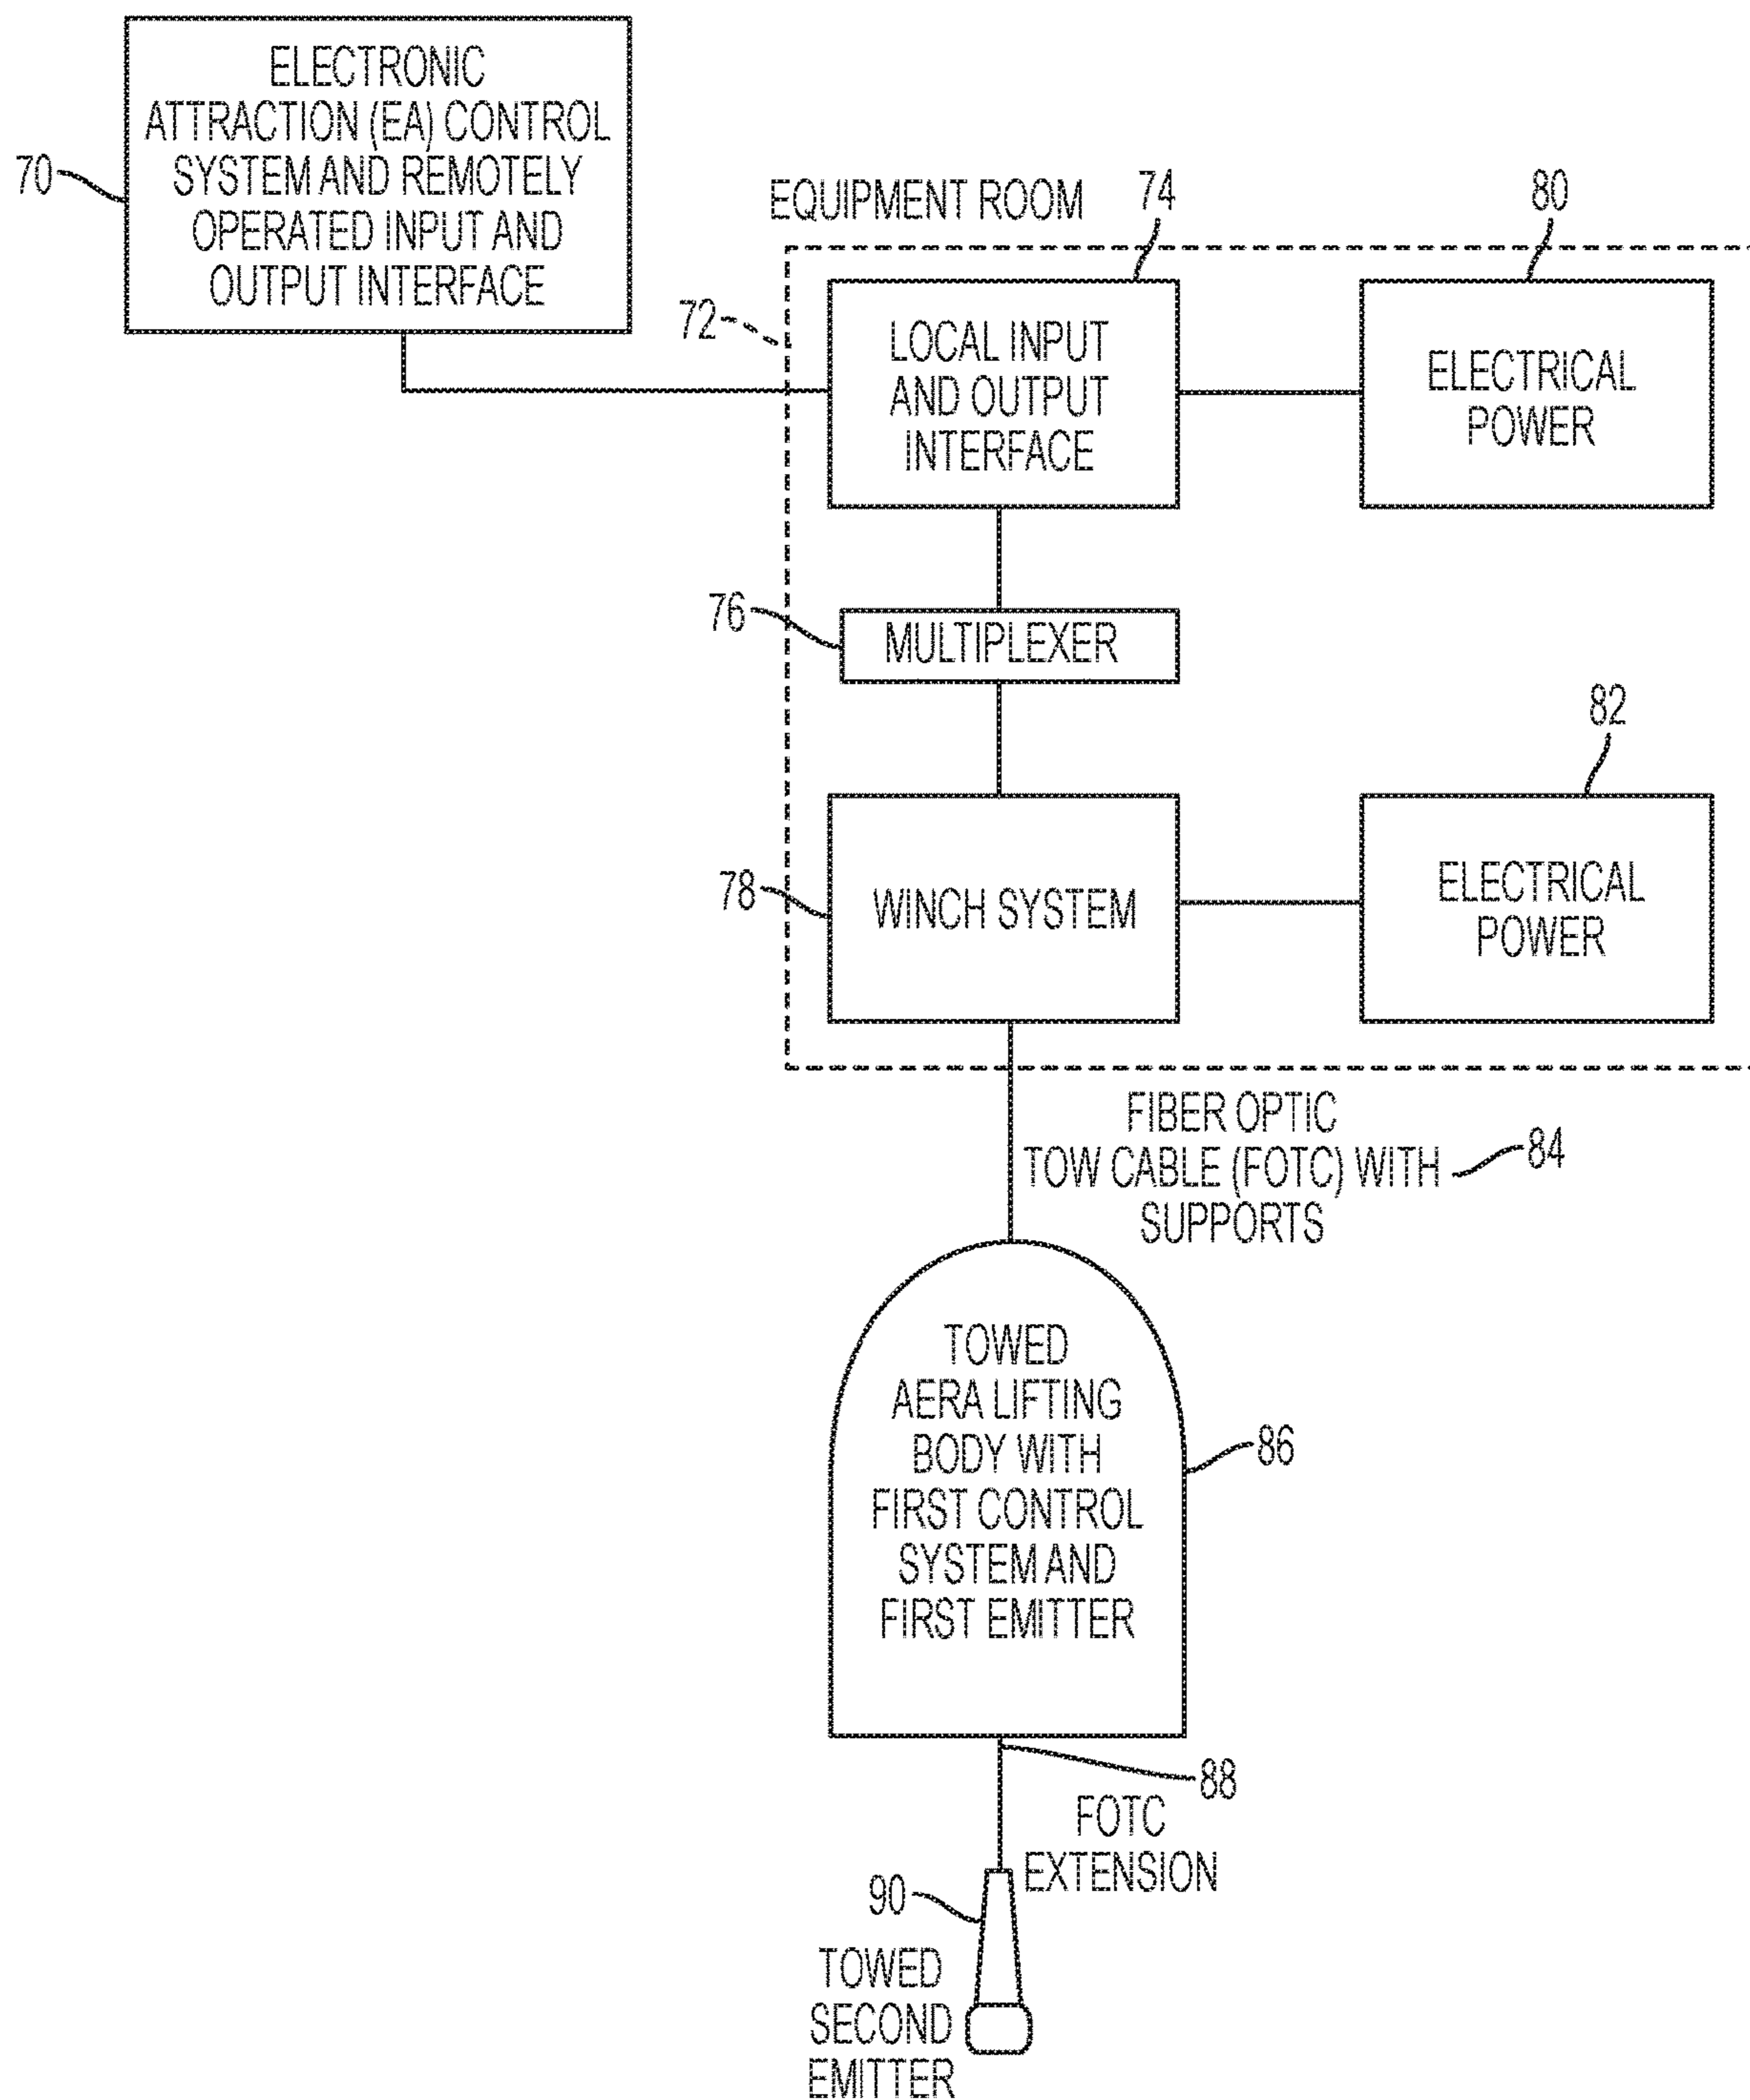 ELECTRONIC
ATTRACTION (EA) CONTROL
SYSTEM AND REMOTELY
OPERATED INPUT AND
OUTPUT INTERFACE
70
EQUIPMENT ROOM
74
80
72
LOCAL INPUT
AND OUTPUT
INTERFACE
ELECTRICAL
POWER
76
MULTIPLEXER
82
78
WINCH SYSTEM
ELECTRICAL
POWER
FIBER OPTIC
TOW CABLE (FOTC) WITH
SUPPORTS
84
TOWED
AERA LIFTING
BODY WITH
FIRST CONTROL
SYSTEM AND
FIRST EMITTER
86
88
FOTC
EXTENSION
90
TOWED
SECOND
EMITTER